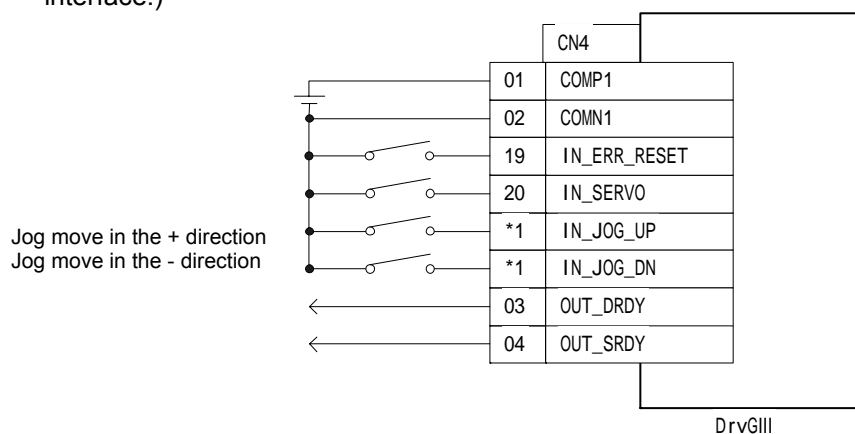 interface.)
CN4
01 COMP1
02 COMN1
19 IN_ERR_RESET
20 IN_SERVO
*1 IN_JOG_UP
*1 IN_JOG_DN
03 OUT_DRDY
04 OUT_SRDY
Jog move in the + direction
Jog move in the - direction
DrvGIII